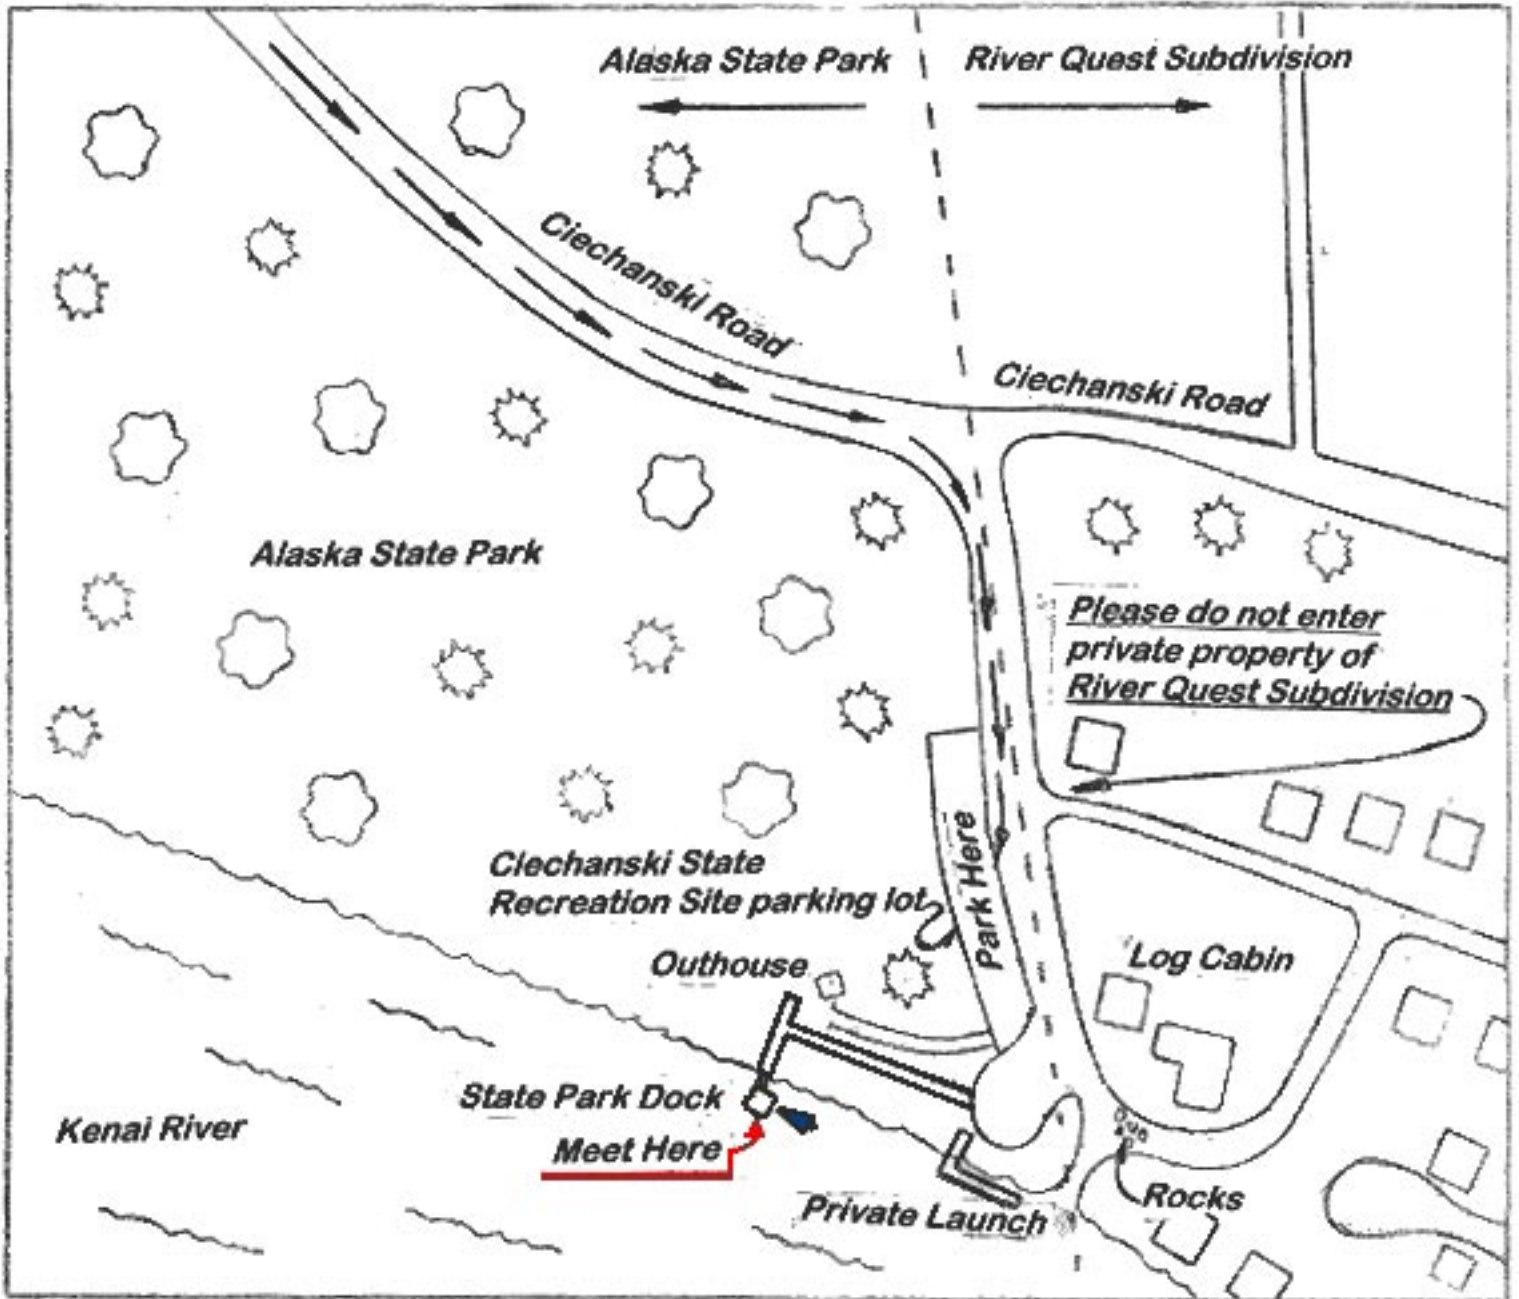 Alaska State Park
River Quest Subdivision
Ciechanski Road
Ciechanski Road
Alaska State Park
Please do not enter
private property of
River Quest Subdivision
Park Here
Ciechanski State
Recreation Site parking lot
Outhouse
Log Cabin
State Park Dock
Kenai River
Meet Here
Rocks
Private Launch